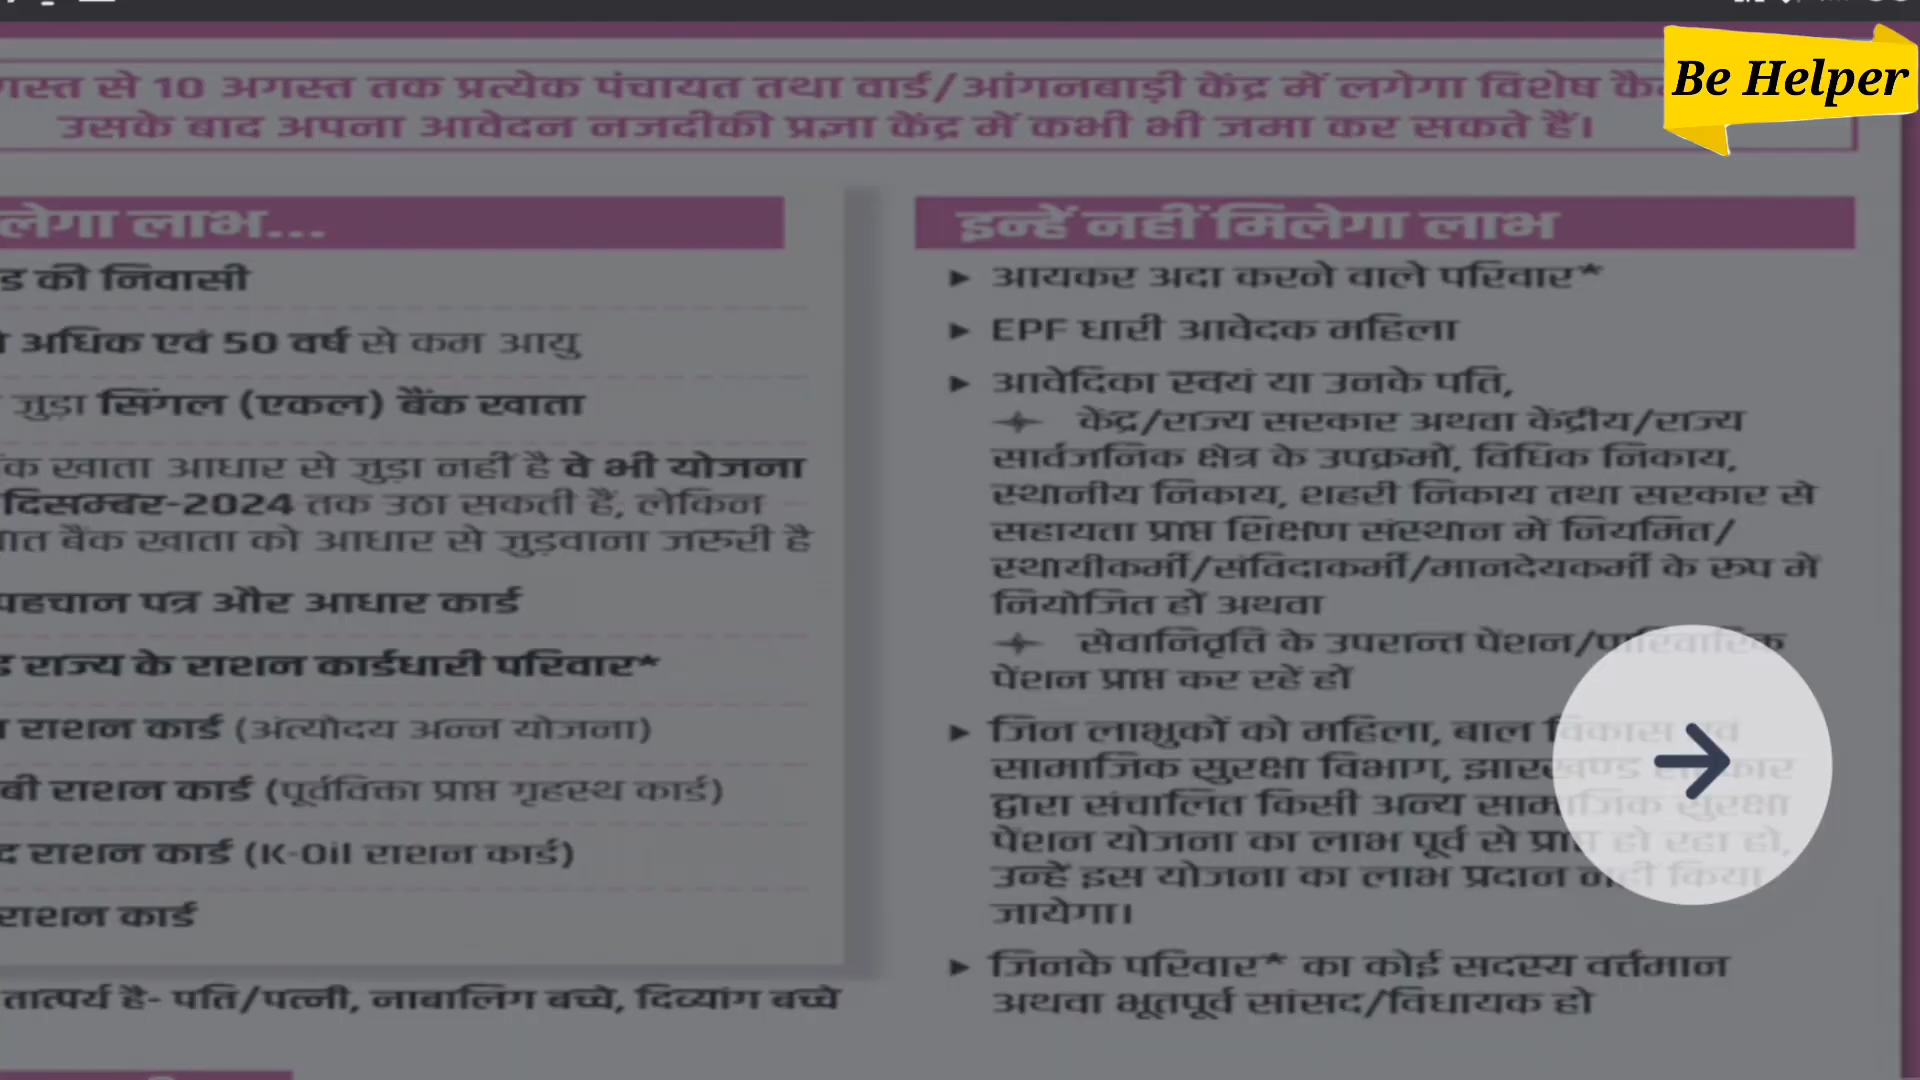 से 10 अगस्त तक प्रत्येक पंचायत तथा वार्ड/आंगनबाड़ी केंद्र में लगेगा विशेष
उसके बाद अपना आवेदन नजदीकी प्रज्ञा केंद्र में कभी भी जमा कर सकते हैं।
Be Helper
लाभ...
की निवासी
अधिक एवं 50 वर्ष से कम आयु
जुड़ा सिंगल (एकल) बैंक खाता
खाता आधार से जुड़ा नहीं है वे भी योजना
दिसम्बर-2024 तक उठा सकती हैं, लेकिन
बैंक खाता को आधार से जुड़वाना जरुरी है
पहचान पत्र और आधार कार्ड
राज्य के राशन कार्डधारी परिवार*
राशन कार्ड (अंत्योदय अन्न योजना)
राशन कार्ड (पूर्वविक्ता प्राप्त गृहस्थ कार्ड)
राशन कार्ड (K-Oil राशन कार्ड)
राशन कार्ड
तात्पर्य है- पति/पत्नी, नाबालिग बच्चे, दिव्यांग बच्चे
इन्हें नहीं मिलेगा लाभ
► आयकर अदा करने वाले परिवार*
► EPF धारी आवेदक महिला
► आवेदिका स्वयं या उनके पति,
केंद्र/राज्य सरकार अथवा केंद्रीय/राज्य
सार्वजनिक क्षेत्र के उपक्रमों, विधिक निकाय,
स्थानीय निकाय, शहरी निकाय तथा सरकार से
सहायता प्राप्त शिक्षण संस्थान में नियमित/
स्थायीकर्मी/संविदाकर्मी/मानदेयकर्मी के रूप में
नियोजित हों अथवा
सेवानिवृति के उपरान्त पेंशन/पारिवारिक
पेंशन प्राप्त कर रहें हों
► जिन लाभुकों को महिला, बाल विकास एवं
सामाजिक सुरक्षा विभाग, झारखण्ड सरकार
द्वारा संचालित किसी अन्य सामाजिक सुरक्षा
पेंशन योजना का लाभ पूर्व से प्राप्त हो रहा हो,
उन्हें इस योजना का लाभ प्रदान नहीं किया
जायेगा।
► जिनके परिवार* का कोई सदस्य वर्त्तमान
अथवा भूतपूर्व सांसद/विधायक हो